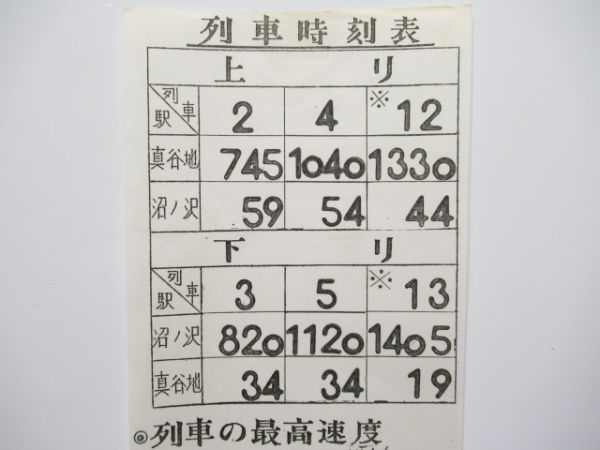 列車時刻表
上り
列車 駅 2 4 ※12
真谷地 745 1040 1330
沼ノ沢 59 54 44
下り
列車 駅 3 5 ※13
沼ノ沢 820 1120 1405
真谷地 34 34 19
◎列車の最高速度